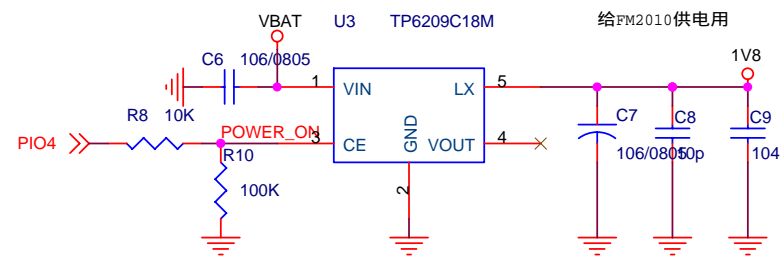 VBAT
U3
TP6209C18M
给FM2010供电用
C6
106/0805
1V8
1
VIN
LX
5
R8
10K
C7
C8
C9
PIO4
POWER_ON
3
CE
GND
VOUT
4
R10
106/0805
50p
104
100K
2